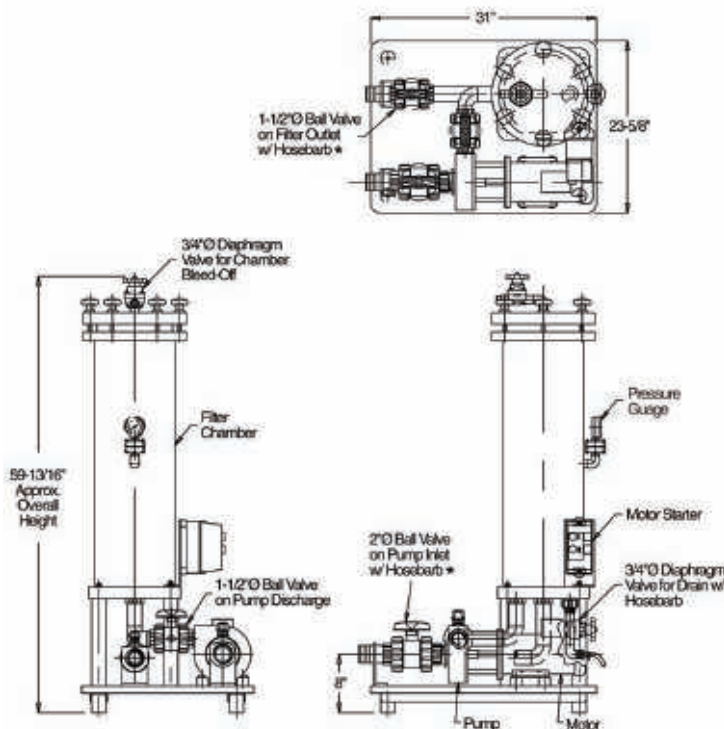 31"
1-1/2"Ø Ball Valve
on Filter Outlet
w/ Hosebarb *
23-5/8"
3/4"Ø Diaphragm
Valve for Chamber
Bleed-Off
Filter
Chamber
59-13/16"
Approx.
Overall
Height
1-1/2"Ø Ball Valve
on Pump Discharge
Pressure
Guage
Motor Starter
2"Ø Ball Valve
on Pump Inlet
w/ Hosebarb *
3/4"Ø Diaphragm
Valve for Drain w/
Hosebarb
8"
Pump
Motor